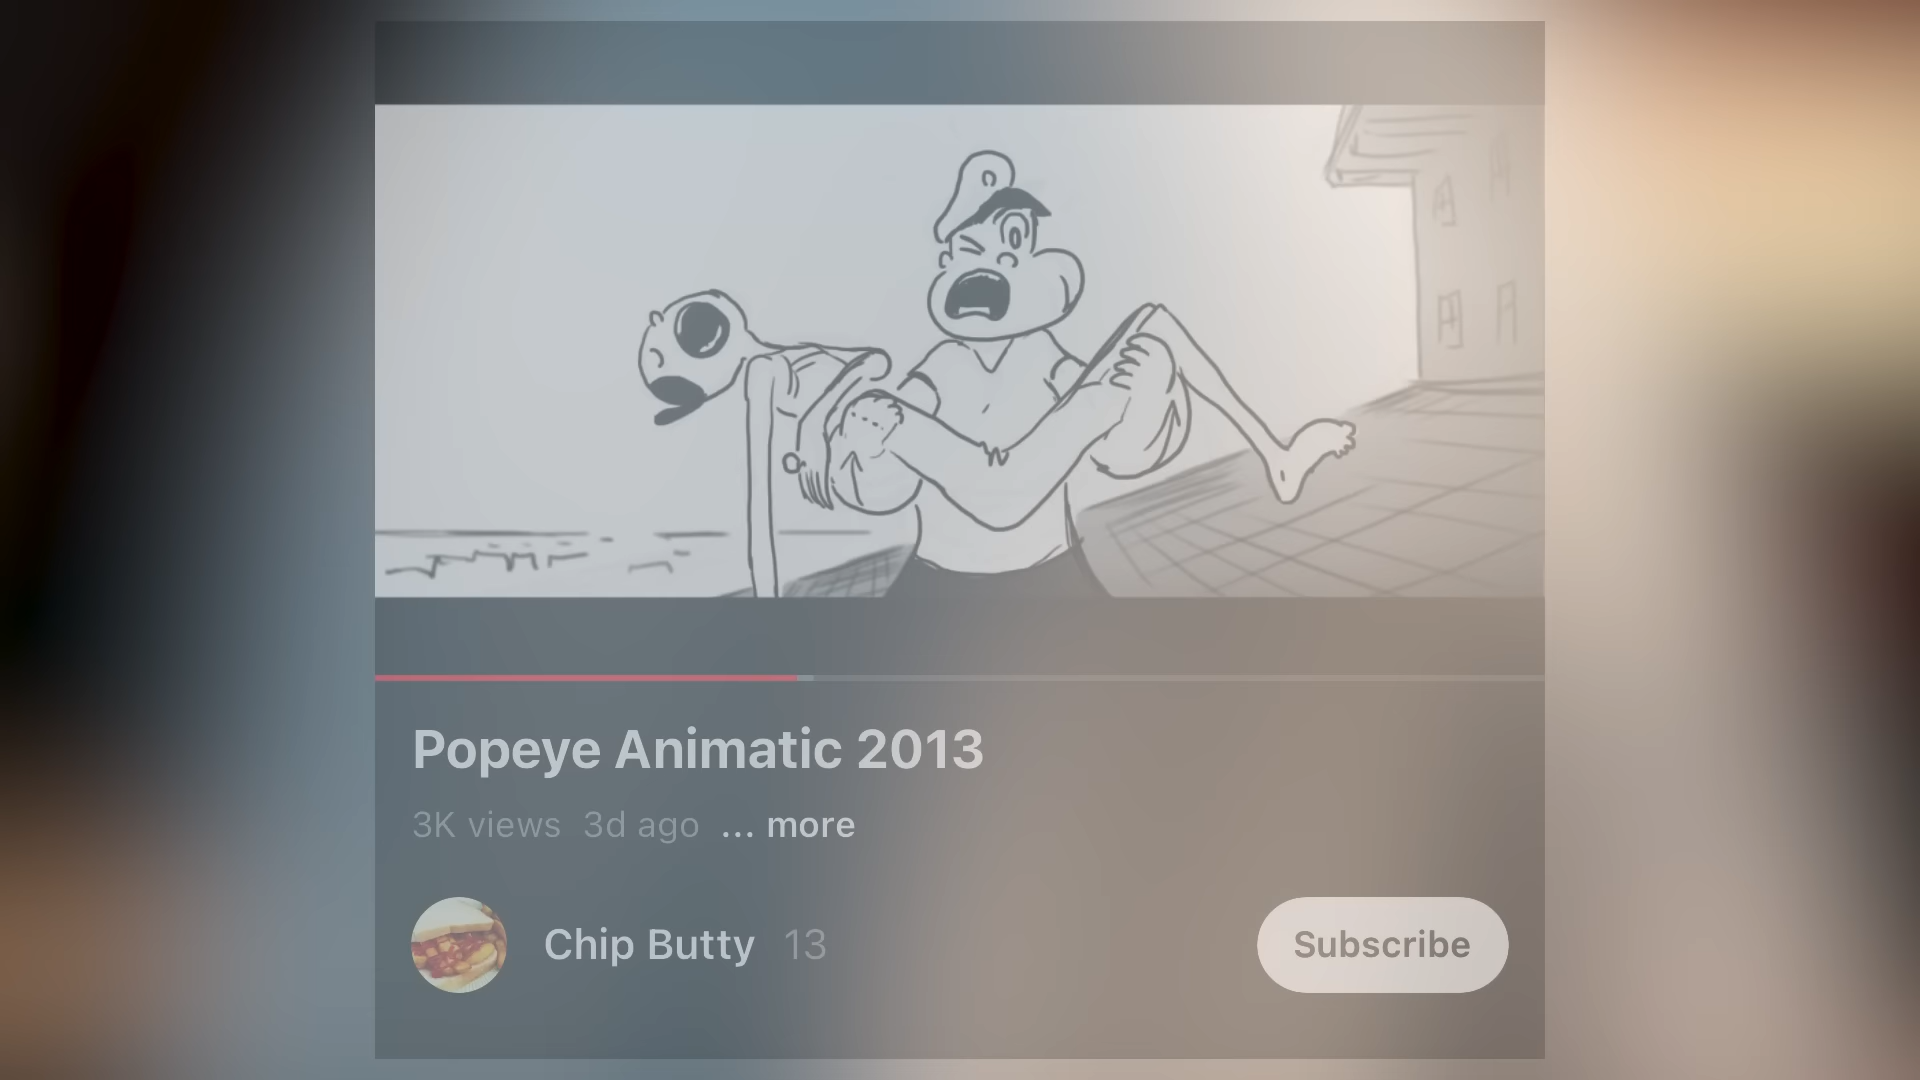 Popeye Animatic 2013
3K views 3d ago ... more
Chip Butty 13
Subscribe